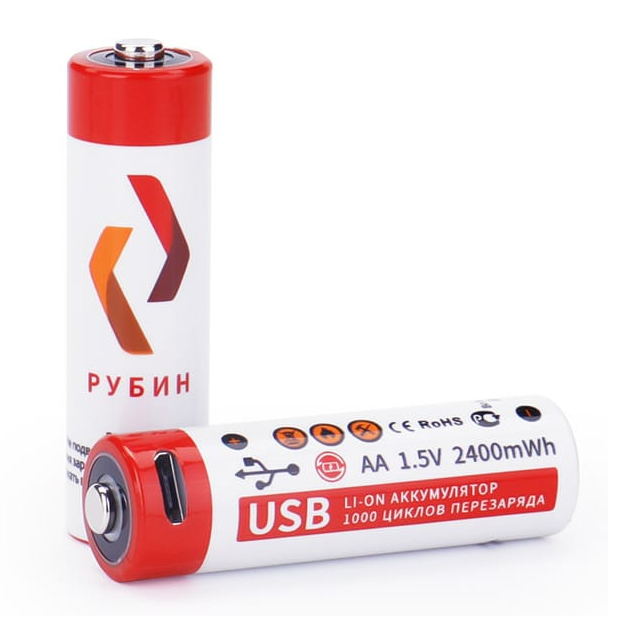 РУБИН
CE RoHS
AA 1.5V 2400mWh
USB
LI-ON АККУМУЛЯТОР
1000 ЦИКЛОВ ПЕРЕЗАРЯДА